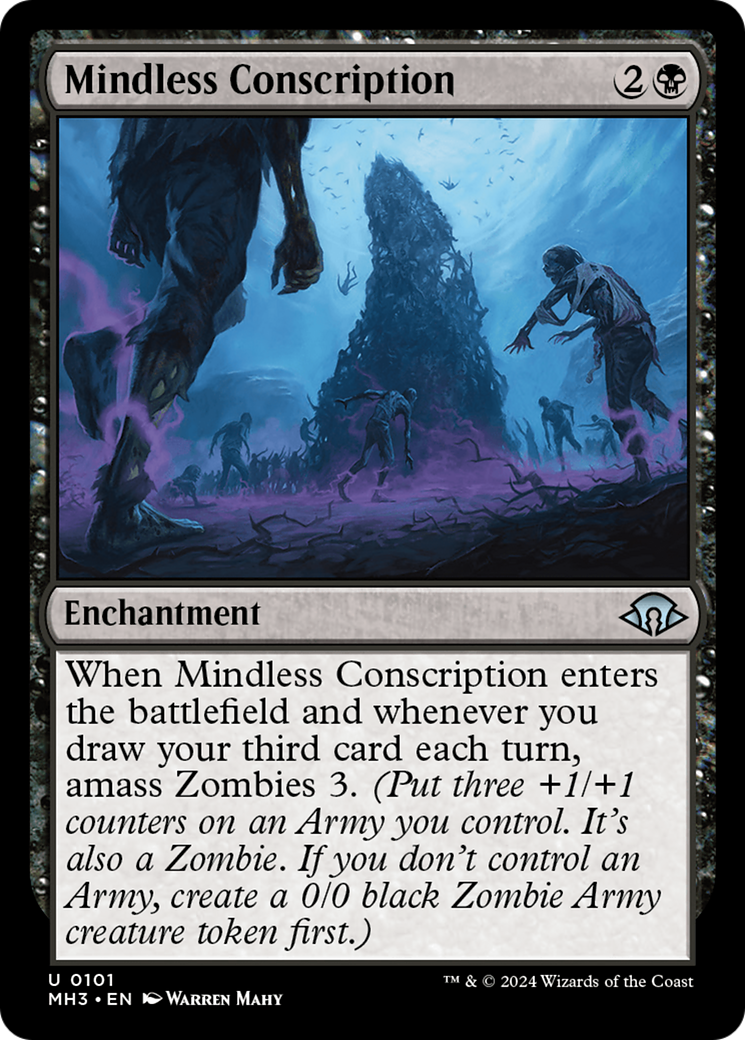 Mindless Conscription 2
Enchantment
When Mindless Conscription enters
the battlefield and whenever you
draw your third card each turn,
amass Zombies 3. (Put three +1/+1
counters on an Army you control. It's
also a Zombie. If you don't control an
Army, create a 0/0 black Zombie Army
creature token first.)
U 0101
MH3 • EN Warren Mahy
™ & © 2024 Wizards of the Coast